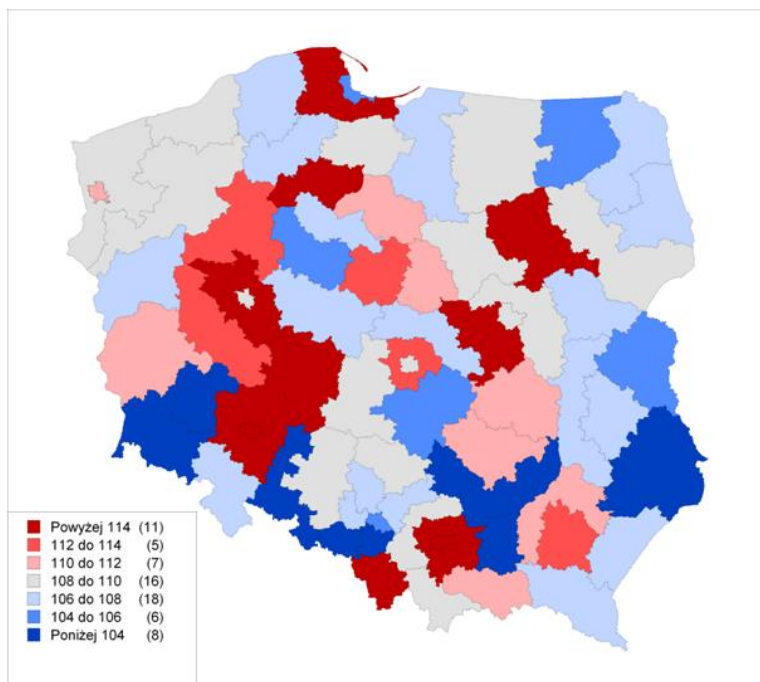 Powyżej 114 (11)
112 do 114 (5)
110 do 112 (7)
108 do 110 (16)
106 do 108 (18)
104 do 106 (6)
Poniżej 104 (8)